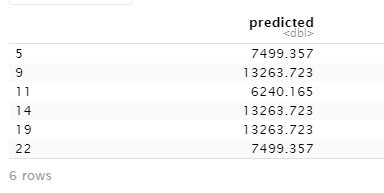 predicted
<dbl>
5 7499.357
9 13263.723
11 6240.165
14 13263.723
19 13263.723
22 7499.357
6 rows